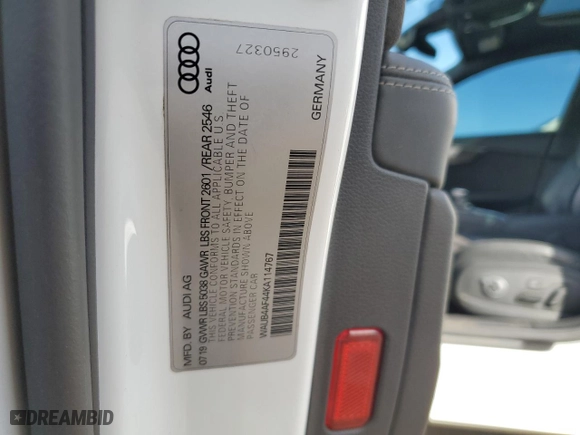 MFD. BY AUDI AG
Audi
07 19 GVWR LBS 5038 GAWR LBS FRONT 2601 / REAR 2546
THIS VEHICLE CONFORMS TO ALL APPLICABLE U S
FEDERAL MOTOR VEHICLE SAFETY, BUMPER AND THEFT
PREVENTION STANDARDS IN EFFECT ON THE DATE OF
MANUFACTURE SHOWN ABOVE
PASSENGER CAR
WAUB4AF44KA114767
GERMANY
2950327
DREAMBID